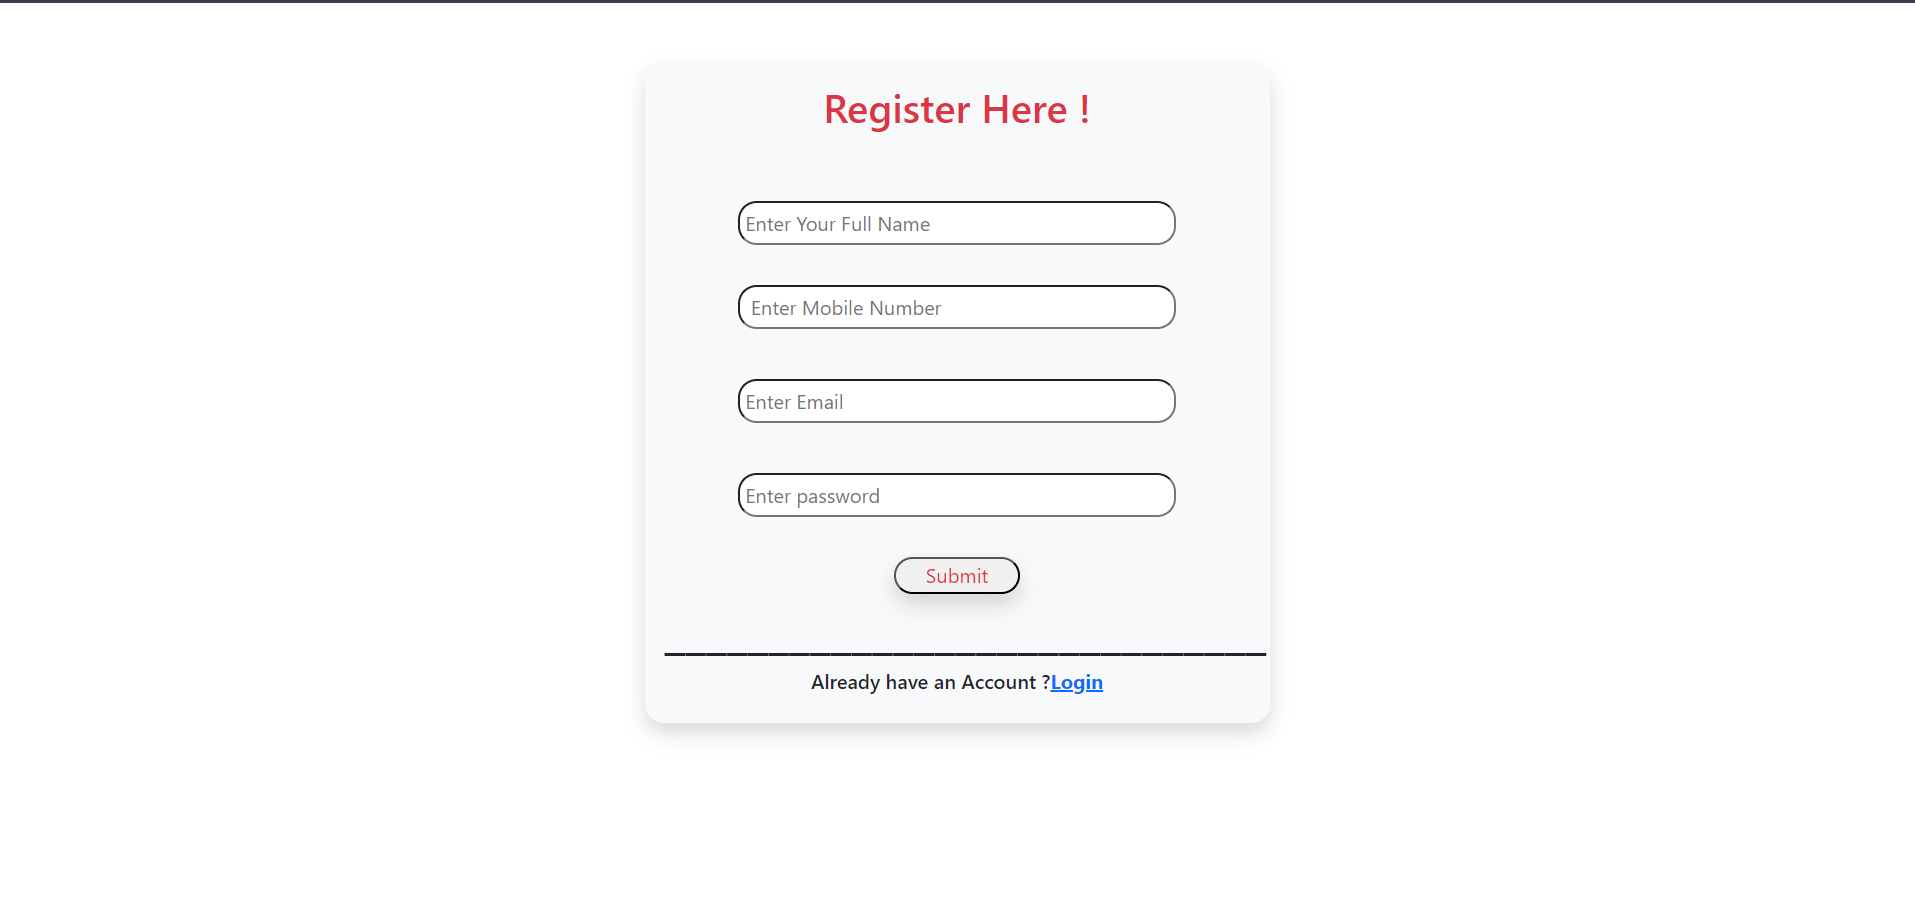 Register Here !
Enter Your Full Name
Enter Mobile Number
Enter Email
Enter password
Submit
_____________________________
Already have an Account ?Login